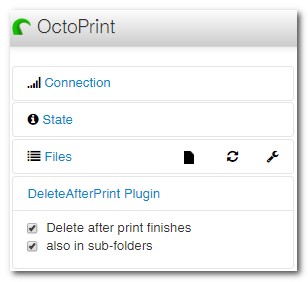 OctoPrint
Connection
State
Files
DeleteAfterPrint Plugin
Delete after print finishes
also in sub-folders